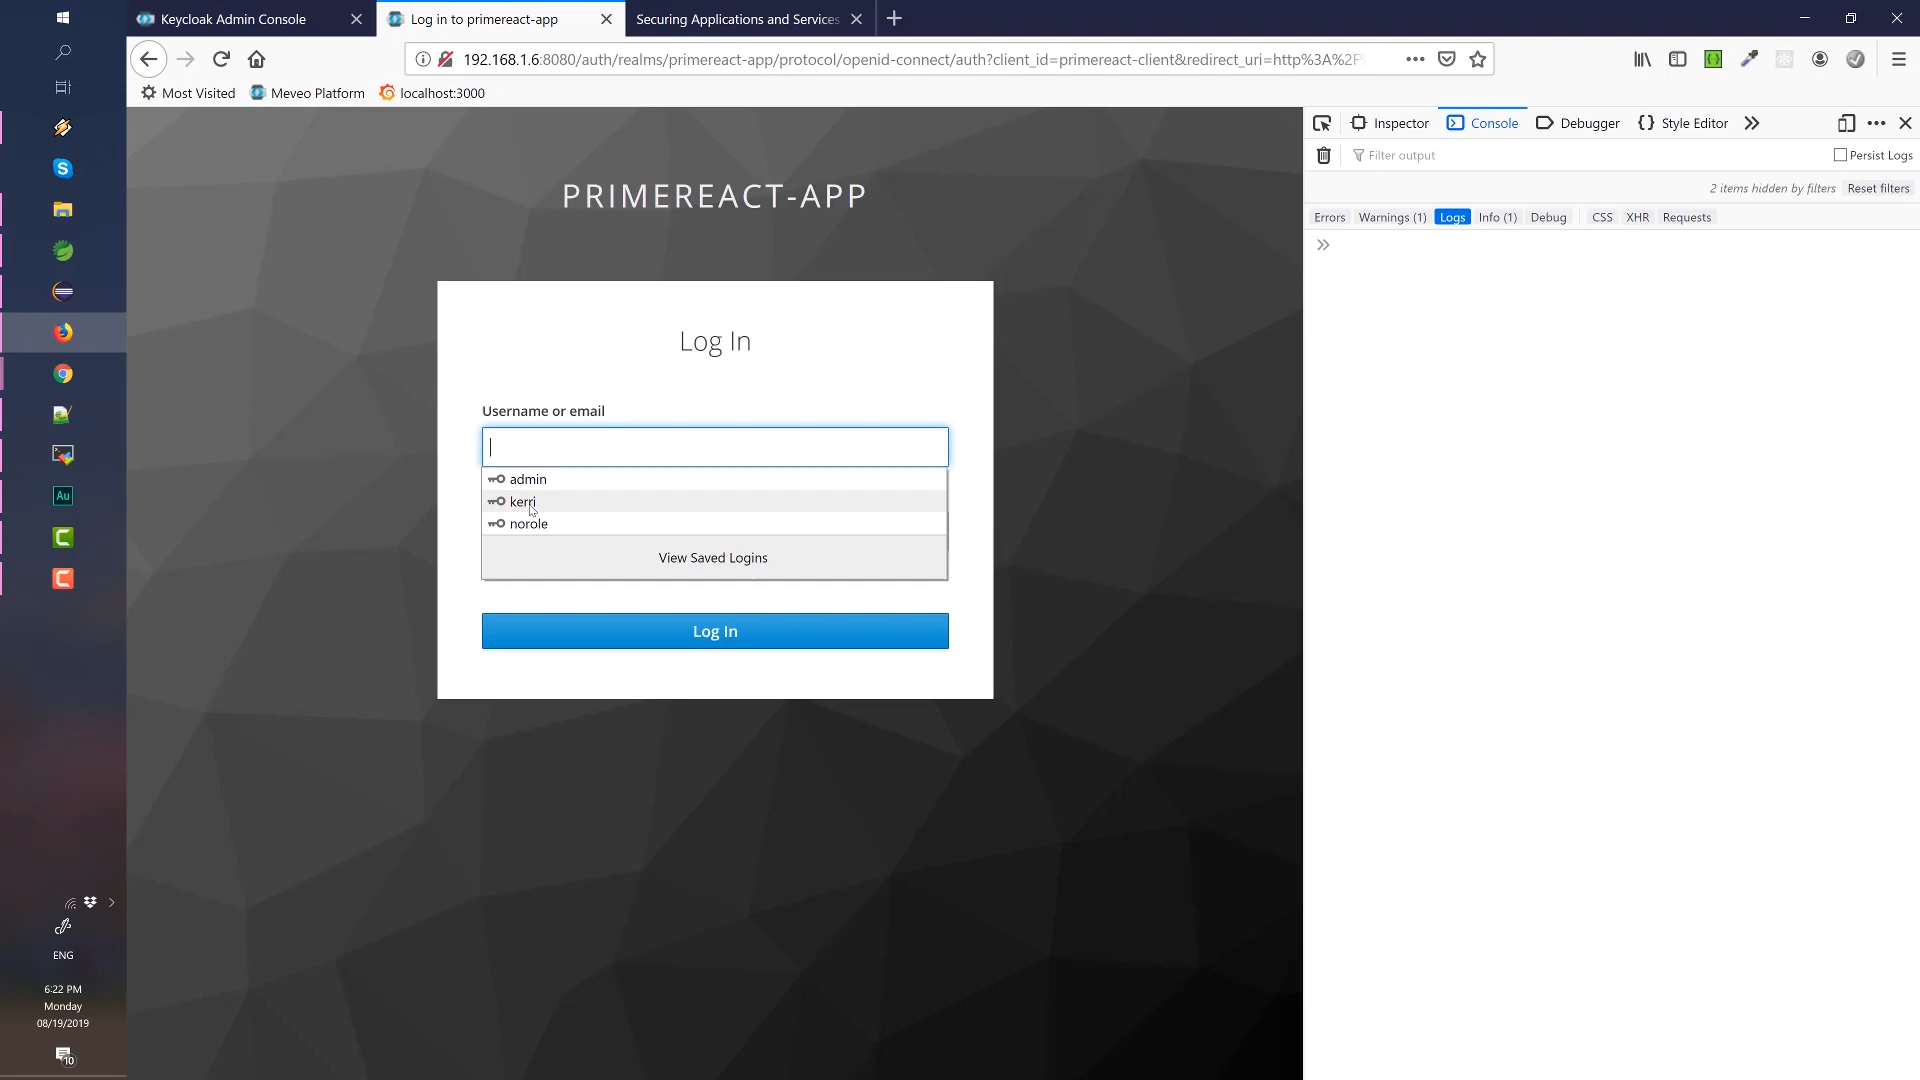 Keycloak Admin Console
Log in to primereact-app
Securing Applications and Services
192.168.1.6:8080/auth/realms/primereact-app/protocol/openid-connect/auth?client_id=primereact-client&redirect_uri=http%3A%2F
Most Visited
Meveo Platform
localhost:3000
Inspector
Console
Debugger
Style Editor
Filter output
Persist Logs
2 items hidden by filters
Reset filters
Errors
Warnings (1)
Logs
Info (1)
Debug
CSS
XHR
Requests
PRIMEREACT-APP
Log In
Username or email
admin
kerri
norole
View Saved Logins
Log In
S
Au
C
C
ENG
6:22 PM
Monday
08/19/2019
10